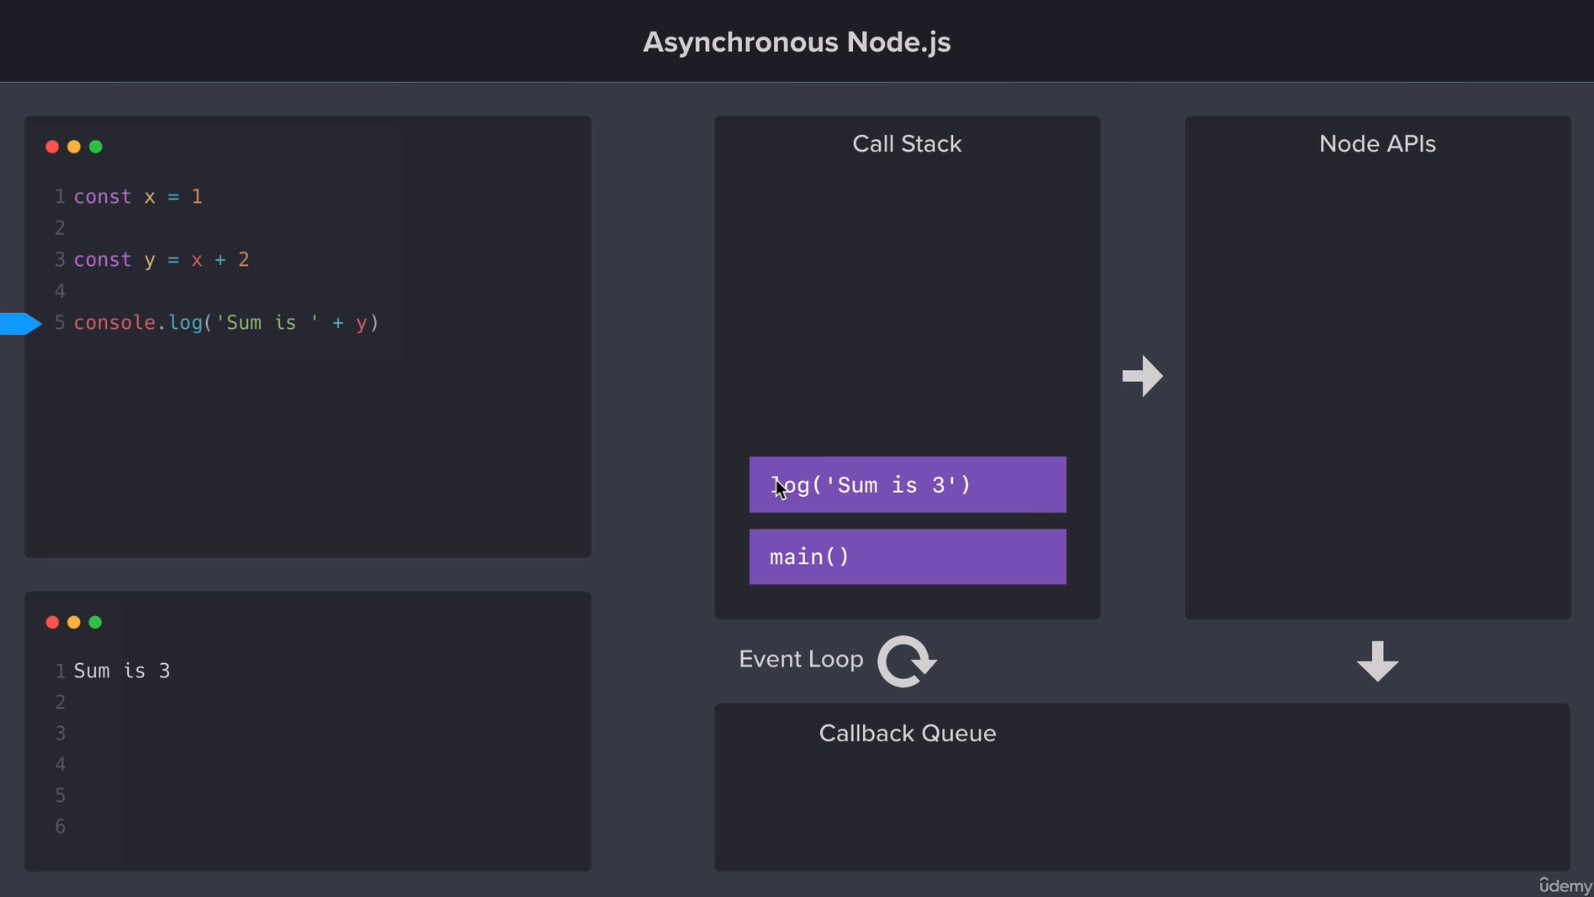 Asynchronous Node.js
1 const x = 1
2
3 const y = x + 2
4
5 console.log('Sum is ' + y)
1 Sum is 3
2
3
4
5
6
Call Stack
log('Sum is 3')
main()
Node APIs
Event Loop
Callback Queue
ûdemy